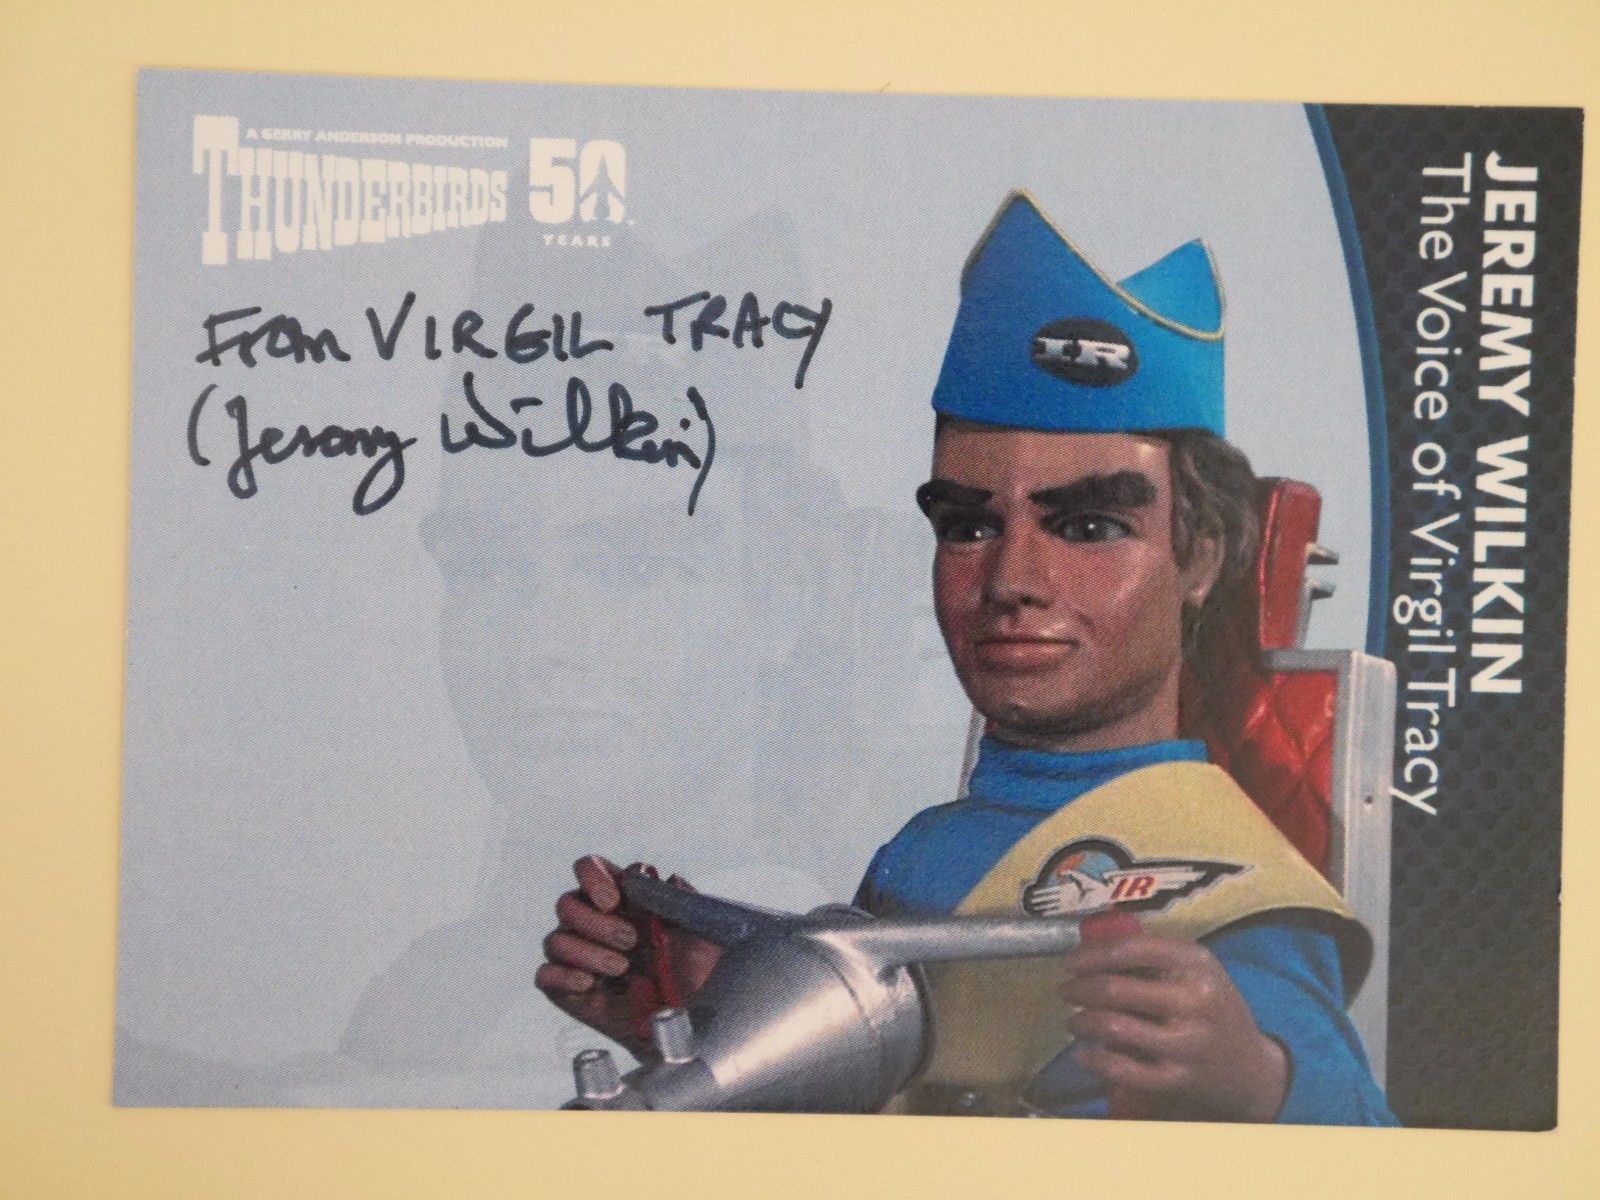 A GERRY ANDERSON PRODUCTION
THUNDERBIRDS
50
YEARS
From VIRGIL TRACY
(Jeremy Wilkin)
IR
IR
JEREMY WILKIN
The Voice of Virgil Tracy